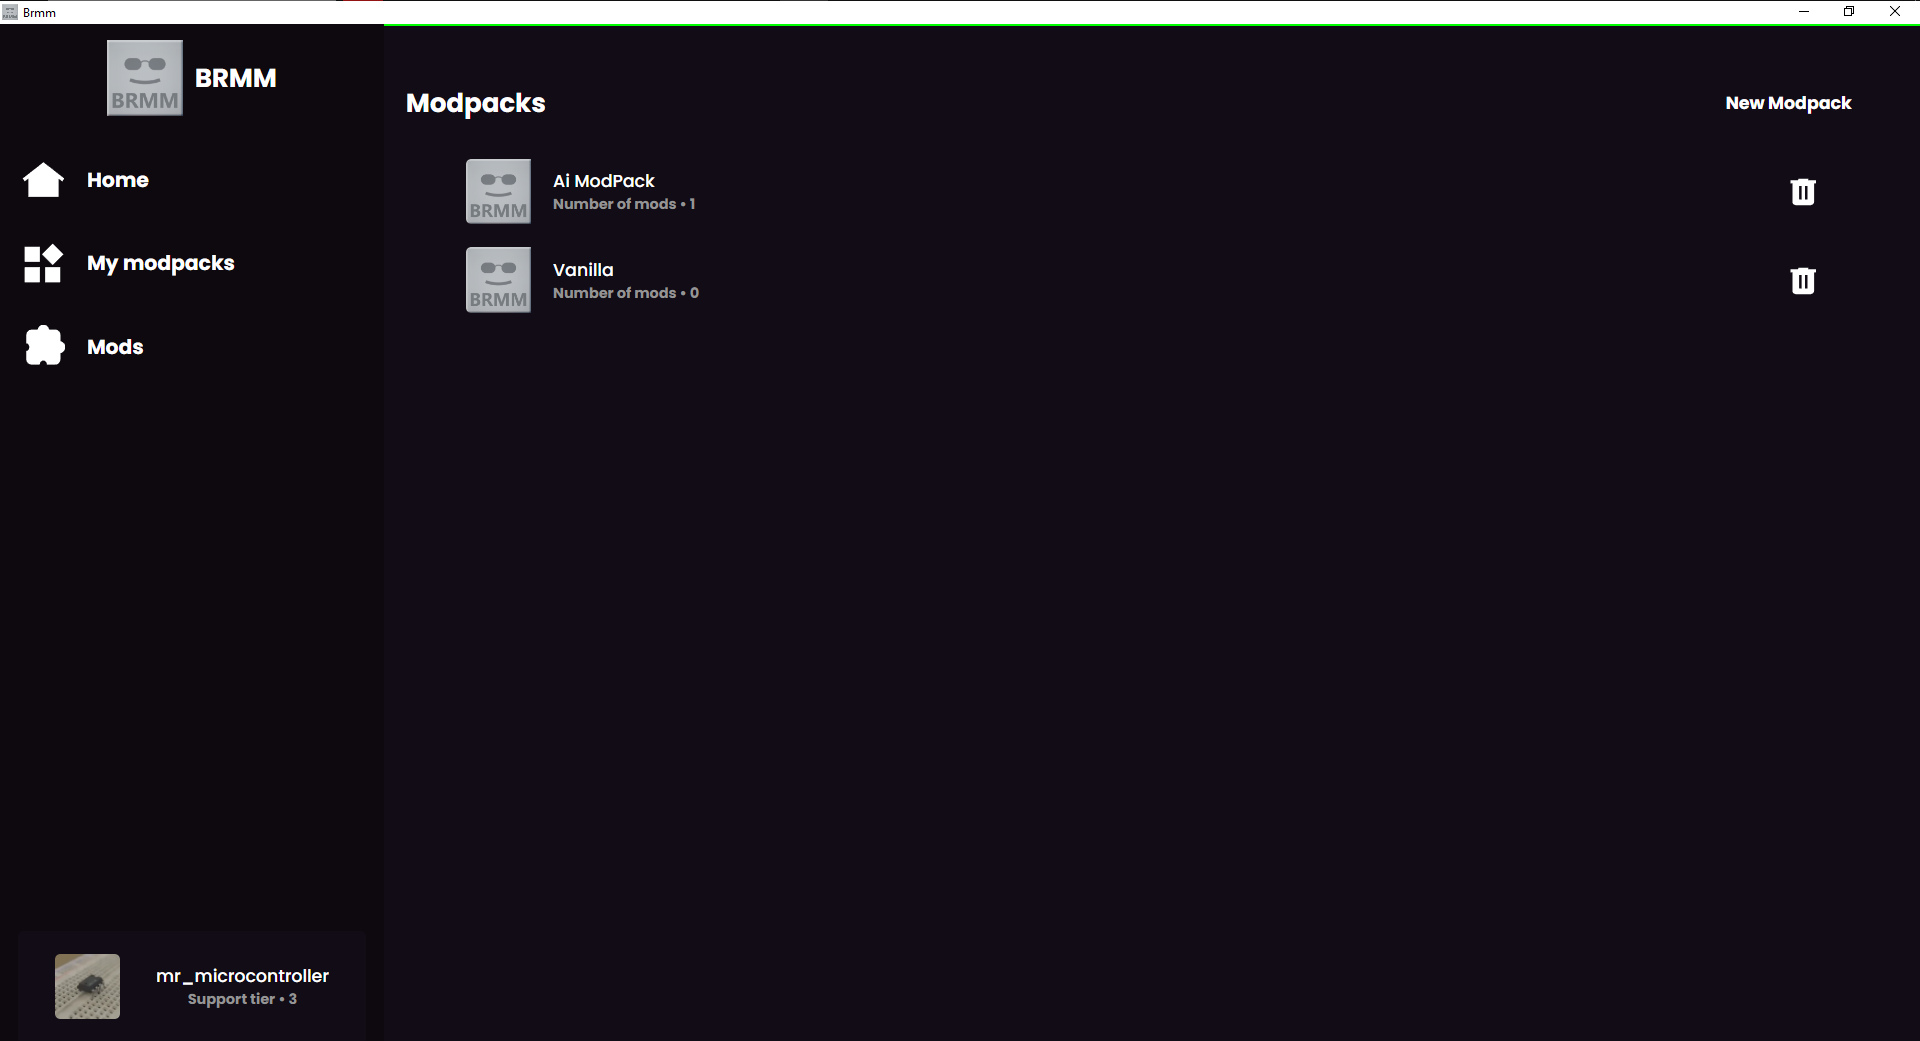 Brmm
BRMM
BRMM
Home
My modpacks
Mods
Modpacks
New Modpack
BRMM
Ai ModPack
Number of mods • 1
BRMM
Vanilla
Number of mods • 0
mr_microcontroller
Support tier • 3